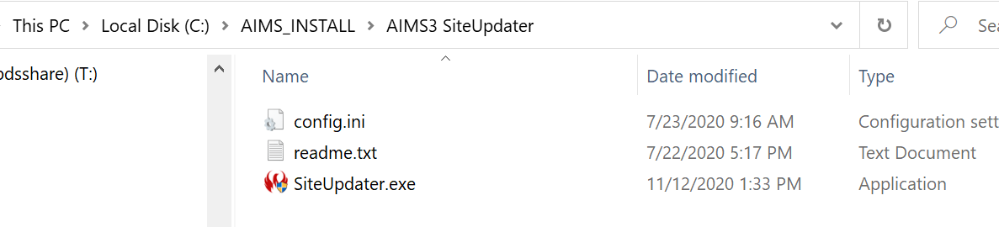 This PC > Local Disk (C:) > AIMS_INSTALL > AIMS3 SiteUpdater
odsshare) (T:)
Name Date modified Type
config.ini 7/23/2020 9:16 AM Configuration sett
readme.txt 7/22/2020 5:17 PM Text Document
SiteUpdater.exe 11/12/2020 1:33 PM Application